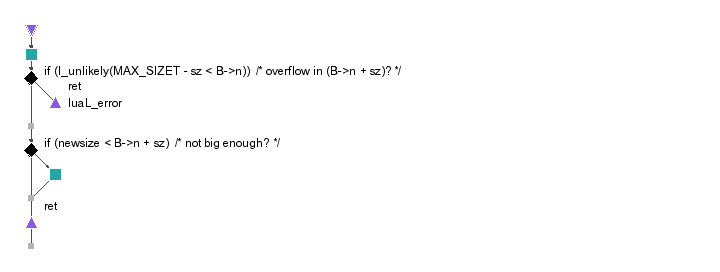 if (l_unlikely(MAX_SIZET - sz < B->n)) /* overflow in (B->n + sz)? */
ret
luaL_error
if (newsize < B->n + sz) /* not big enough? */
ret